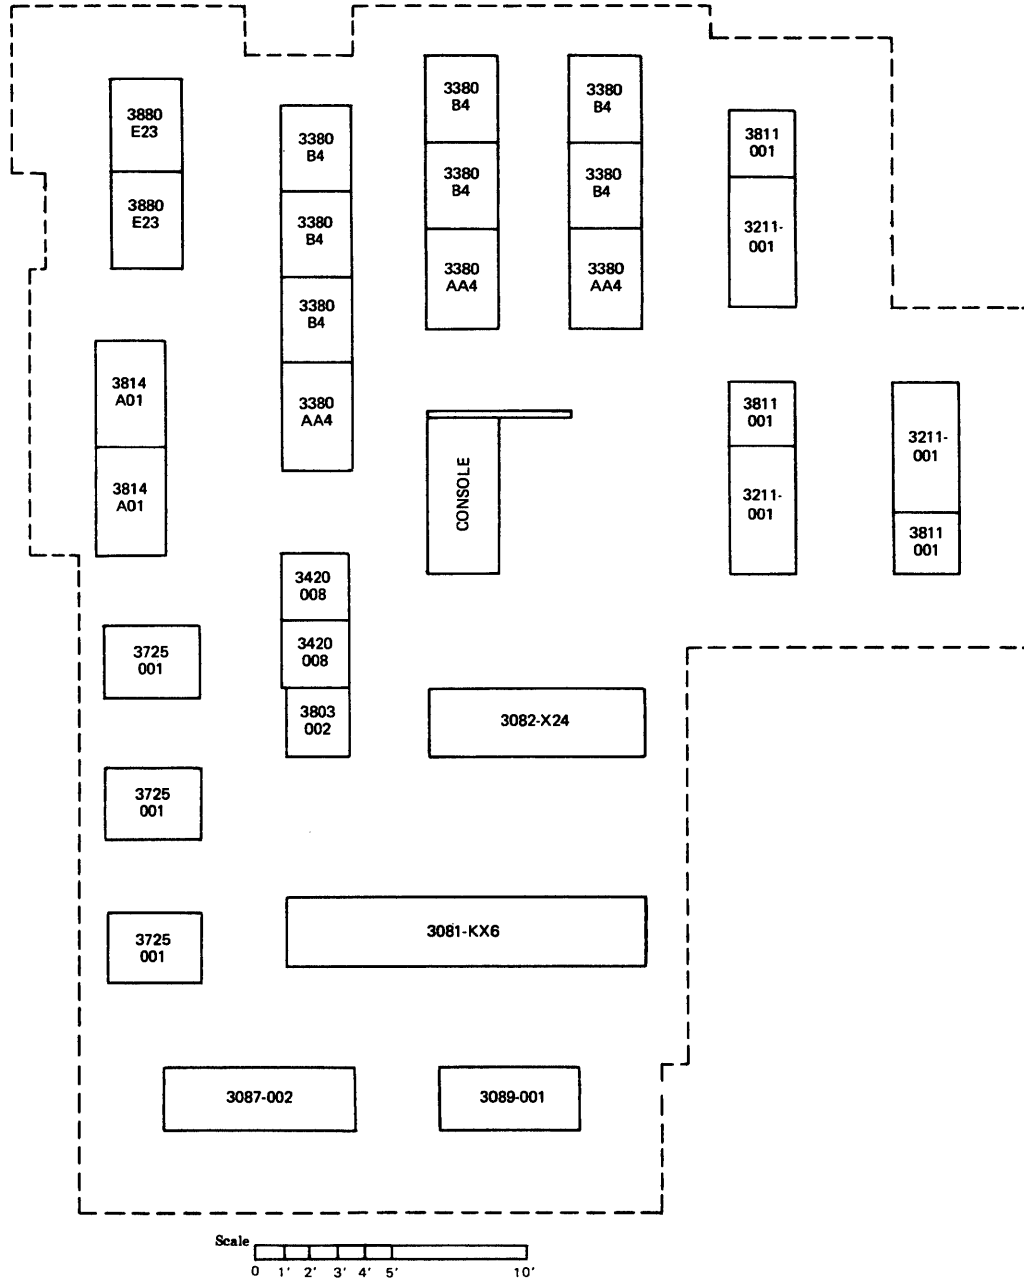 3880
E23
3880
E23
3380
B4
3380
B4
3380
B4
3380
AA4
3380
B4
3380
B4
3380
AA4
3380
B4
3380
B4
3380
AA4
3811
001
3211-
001
3814
A01
3814
A01
CONSOLE
3811
001
3211-
001
3211-
001
3811
001
3420
008
3420
008
3803
002
3725
001
3082-X24
3725
001
3725
001
3081-KX6
3087-002
3089-001
Scale
0 1' 2' 3' 4' 5' 10'